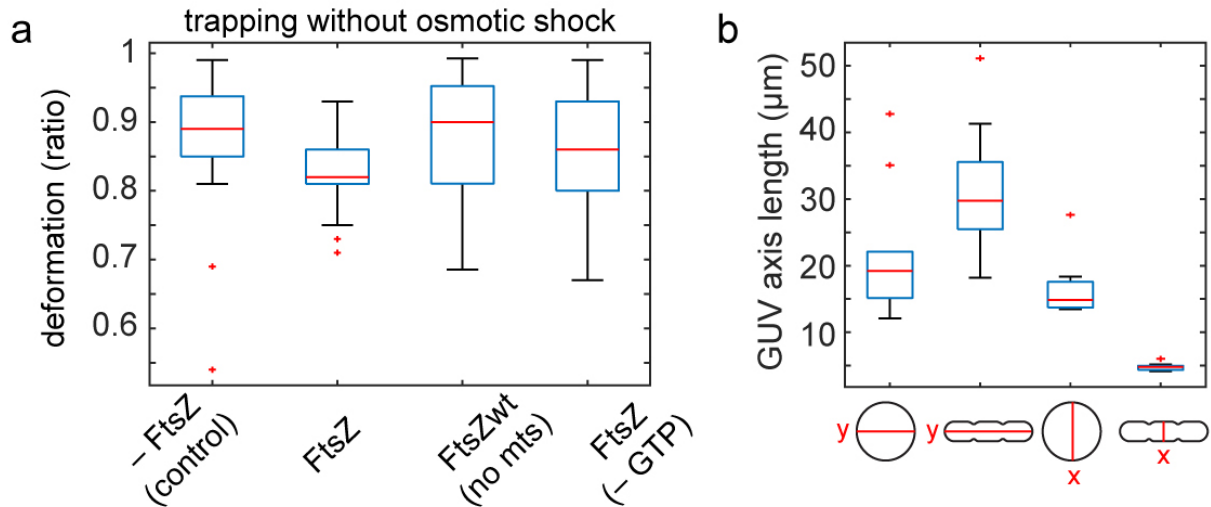 a
trapping without osmotic shock
deformation (ratio)
1
0.9
0.8
0.7
0.6
– FtsZ
(control)
FtsZ
FtsZwt
(no mts)
FtsZ
(– GTP)
b
GUV axis length (µm)
50
40
30
20
10
y
y
x
x